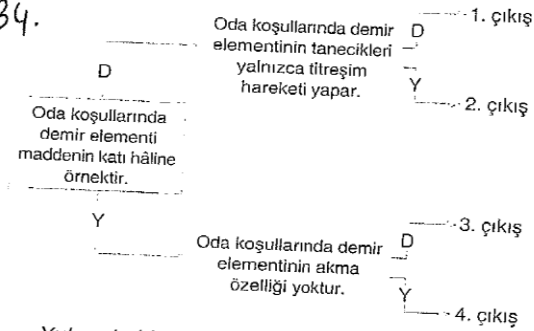 34.
Oda koşullarında demir
elementinin tanecikleri
yalnızca titreşim
hareketi yapar.
D
1. çıkış
Y
2. çıkış
D
Oda koşullarında
demir elementi
maddenin katı hâline
örnektir.
Y
Oda koşullarında demir
elementinin akma
özelliği yoktur.
D
3. çıkış
Y
4. çıkış